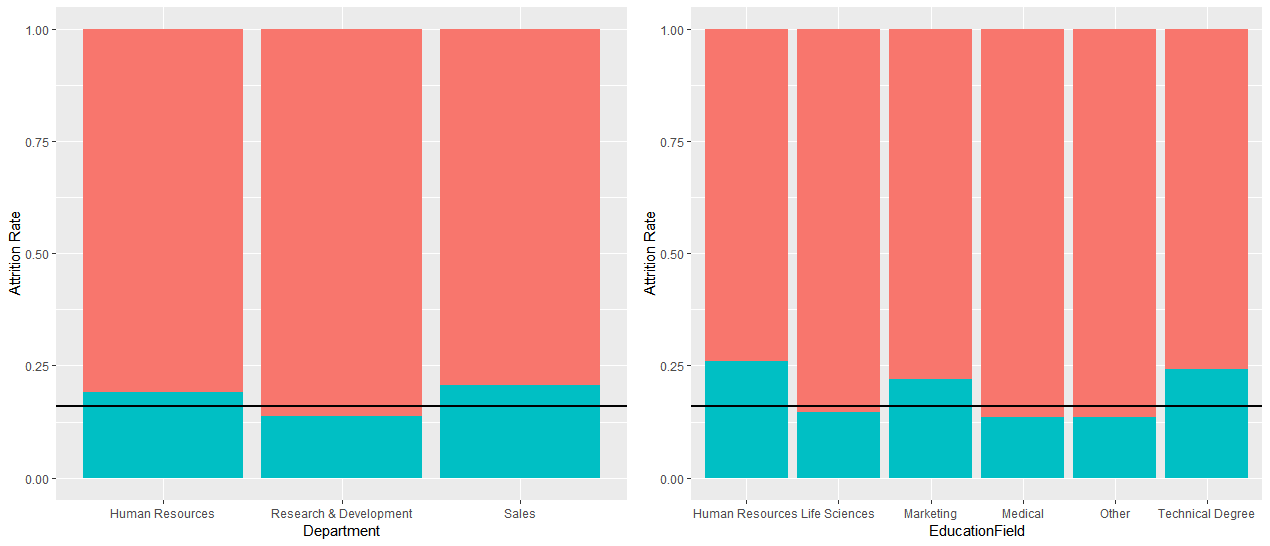 1.00
0.75
0.50
0.25
0.00
Attrition Rate
Human Resources Research & Development Sales
Department
1.00
0.75
0.50
0.25
0.00
Attrition Rate
Human Resources Life Sciences Marketing Medical Other Technical Degree
EducationField